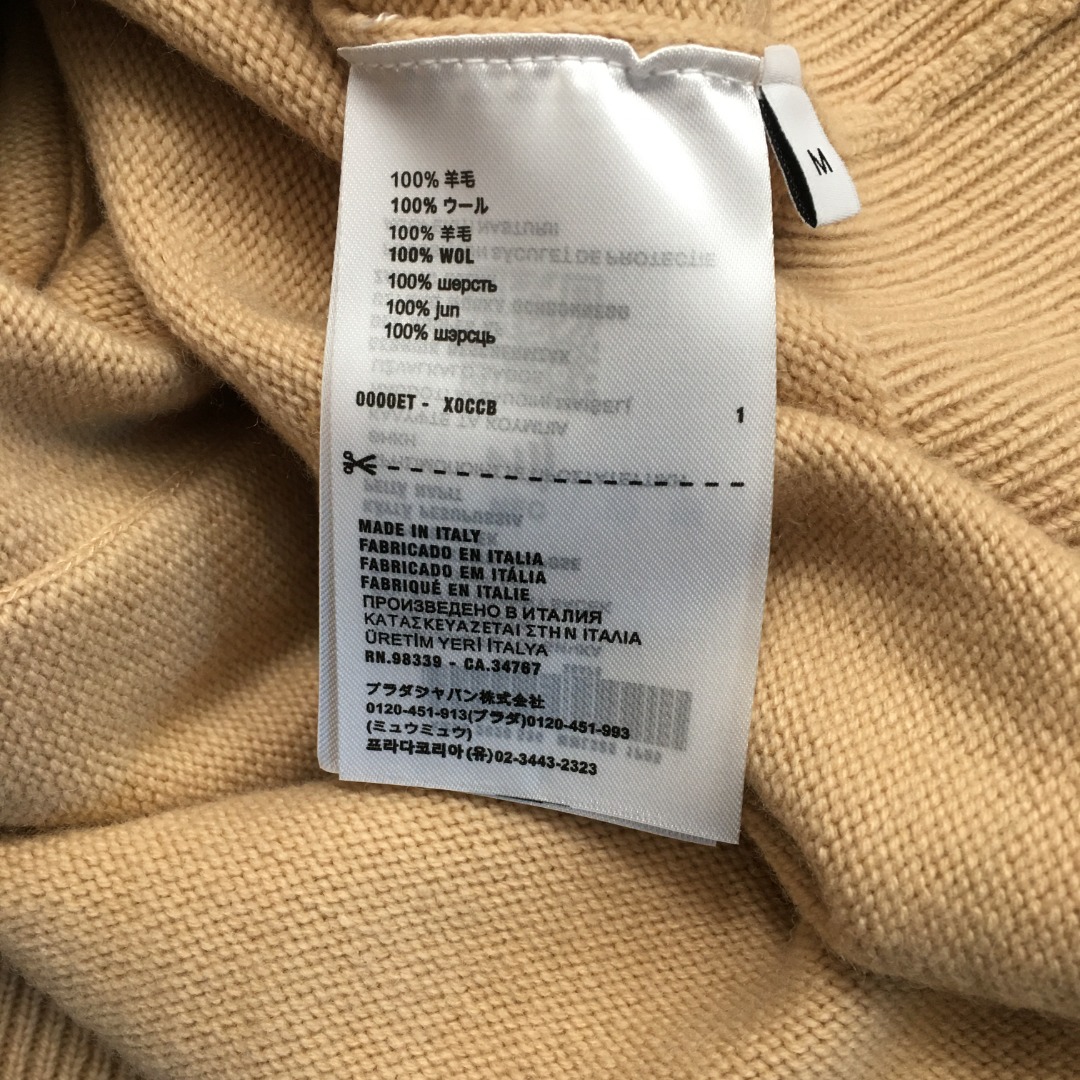 100% 羊毛
100% ウール
100% 羊毛
100% WOL
100% шерсть
100% jun
100% шэрсць
0000ET - X0CCB 1
MADE IN ITALY
FABRICADO EN ITALIA
FABRICADO EM ITÁLIA
FABRIQUÉ EN ITALIE
ПРОИЗВЕДЕНО В ИТАЛИЯ
ΚΑΤΑΣΚΕΥΑΖΕΤΑΙ ΣΤΗΝ ΙΤΑΛΙΑ
ÜRETİM YERİ İTALYA
RN.98339 - CA.34767
プラダジャパン株式会社
0120-451-913(プラダ)0120-451-993
(ミュウミュウ)
프라다코리아(유)02-3443-2323
M